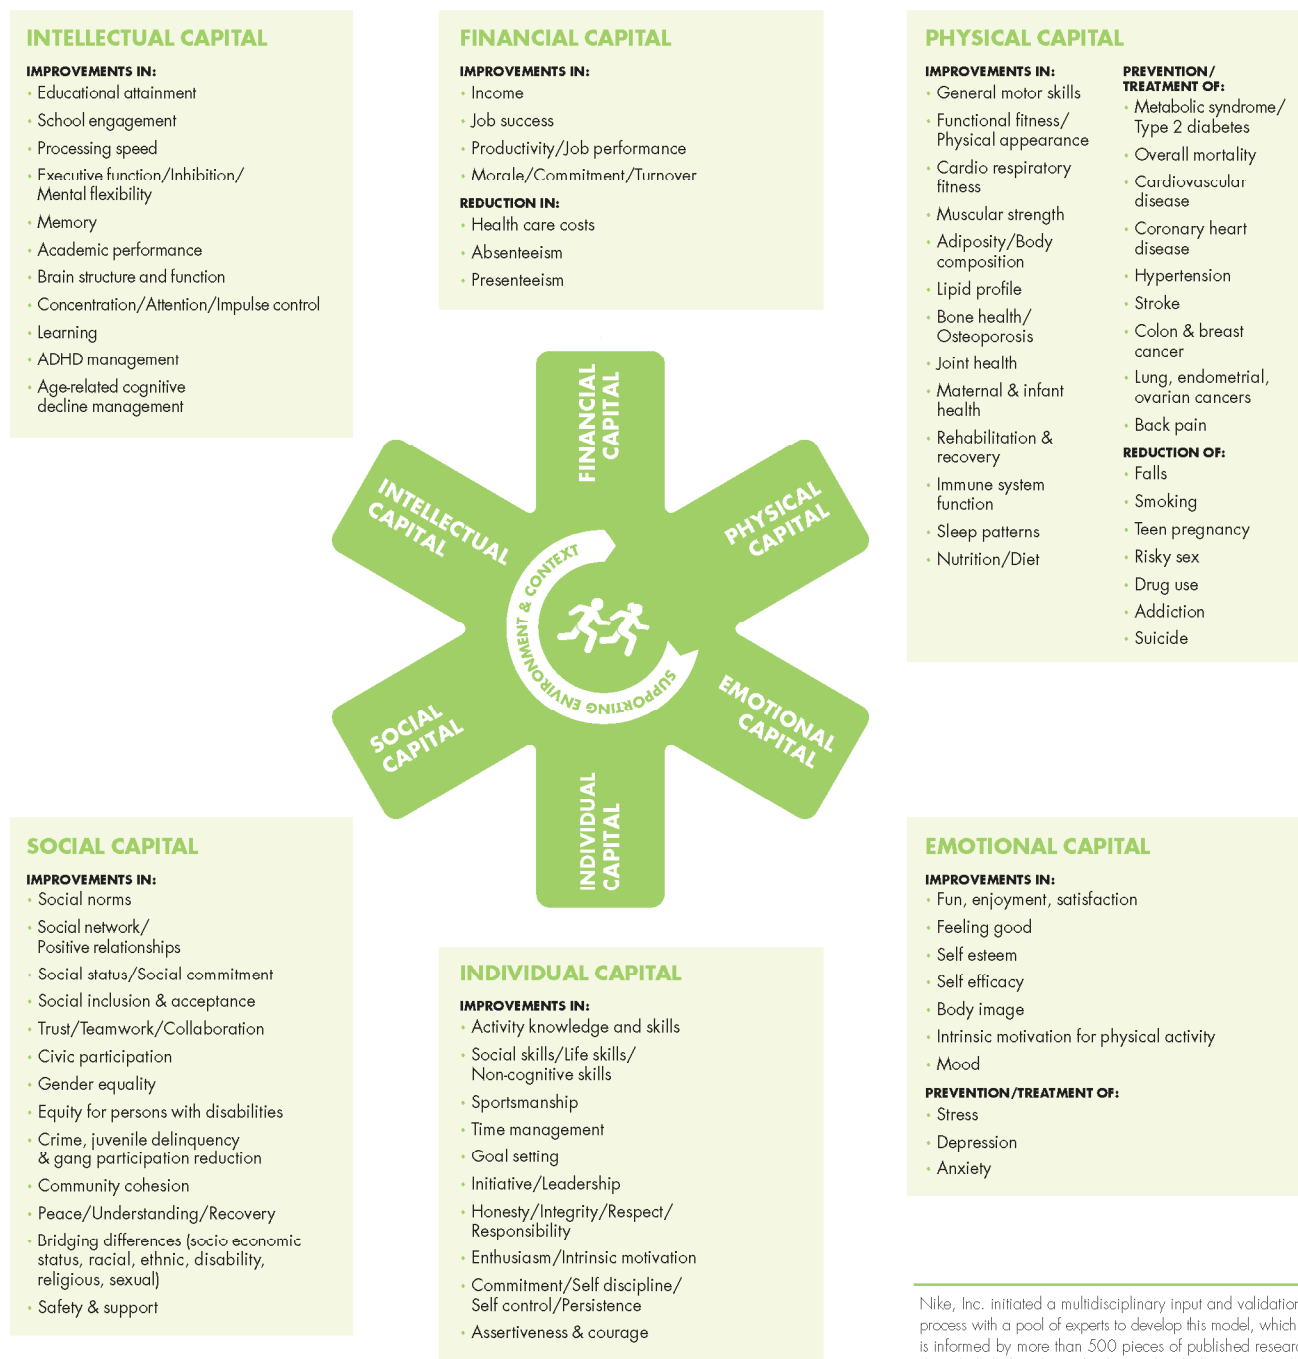 INTELLECTUAL CAPITAL
IMPROVEMENTS IN:
• Educational attainment
• School engagement
• Processing speed
• Executive function/Inhibition/
Mental flexibility
• Memory
• Academic performance
• Brain structure and function
• Concentration/Attention/Impulse control
• Learning
• ADHD management
• Age-related cognitive
decline management
FINANCIAL CAPITAL
IMPROVEMENTS IN:
• Income
• Job success
• Productivity/Job performance
• Morale/Commitment/Turnover
REDUCTION IN:
• Health care costs
• Absenteeism
• Presenteeism
PHYSICAL CAPITAL
IMPROVEMENTS IN:
• General motor skills
• Functional fitness/
Physical appearance
• Cardio respiratory
fitness
• Muscular strength
• Adiposity/Body
composition
• Lipid profile
• Bone health/
Osteoporosis
• Joint health
• Maternal & infant
health
• Rehabilitation &
recovery
• Immune system
function
• Sleep patterns
• Nutrition/Diet
PREVENTION/
TREATMENT OF:
• Metabolic syndrome/
Type 2 diabetes
• Overall mortality
• Cardiovascular
disease
• Coronary heart
disease
• Hypertension
• Stroke
• Colon & breast
cancer
• Lung, endometrial,
ovarian cancers
• Back pain
REDUCTION OF:
• Falls
• Smoking
• Teen pregnancy
• Risky sex
• Drug use
• Addiction
• Suicide
FINANCIAL
CAPITAL
INTELLECTUAL
CAPITAL
PHYSICAL
CAPITAL
SUPPORTING ENVIRONMENT & CONTEXT
SOCIAL
CAPITAL
EMOTIONAL
CAPITAL
INDIVIDUAL
CAPITAL
SOCIAL CAPITAL
IMPROVEMENTS IN:
• Social norms
• Social network/
Positive relationships
• Social status/Social commitment
• Social inclusion & acceptance
• Trust/Teamwork/Collaboration
• Civic participation
• Gender equality
• Equity for persons with disabilities
• Crime, juvenile delinquency
& gang participation reduction
• Community cohesion
• Peace/Understanding/Recovery
• Bridging differences (socio economic
status, racial, ethnic, disability,
religious, sexual)
• Safety & support
INDIVIDUAL CAPITAL
IMPROVEMENTS IN:
• Activity knowledge and skills
• Social skills/Life skills/
Non-cognitive skills
• Sportsmanship
• Time management
• Goal setting
• Initiative/Leadership
• Honesty/Integrity/Respect/
Responsibility
• Enthusiasm/Intrinsic motivation
• Commitment/Self discipline/
Self control/Persistence
• Assertiveness & courage
EMOTIONAL CAPITAL
IMPROVEMENTS IN:
• Fun, enjoyment, satisfaction
• Feeling good
• Self esteem
• Self efficacy
• Body image
• Intrinsic motivation for physical activity
• Mood
PREVENTION/TREATMENT OF:
• Stress
• Depression
• Anxiety
Nike, Inc. initiated a multidisciplinary input and validation
process with a pool of experts to develop this model, which
is informed by more than 500 pieces of published